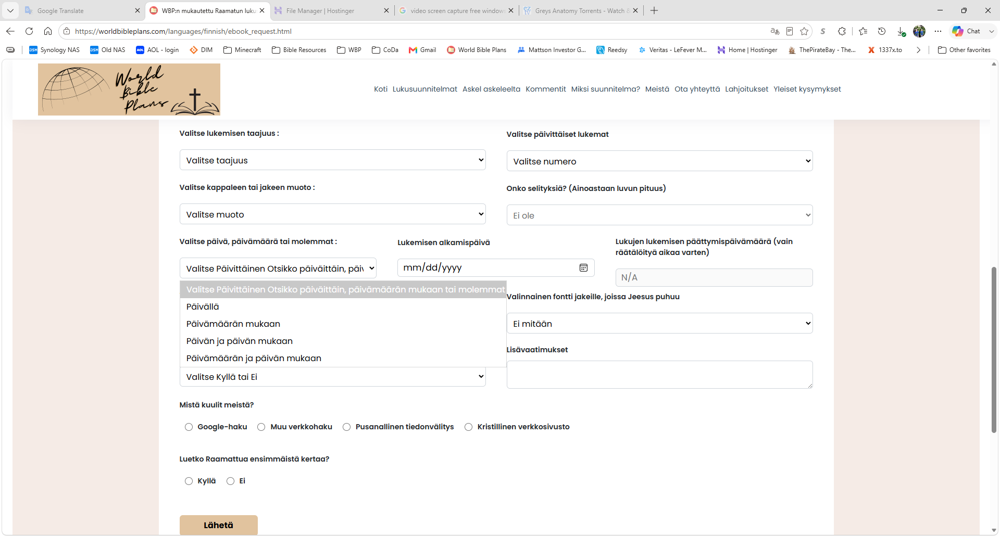 Google Translate
WBP:n mukautettu Raamatun luku
File Manager | Hostinger
video screen capture free windows
Greys Anatomy Torrents - Watch &
https://worldbibleplans.com/languages/finnish/ebook_request.html
Chat
Synology NAS
Old NAS
AOL - login
DIM
Minecraft
Bible Resources
WBP
CoDa
Gmail
World Bible Plans
Mattson Investor G...
Reedsy
Veritas - LeFever M...
Home | Hostinger
ThePirateBay - The...
1337x.to
Other favorites
World
Bible
Plans
Koti Lukusuunnitelmat Askel askeleelta Kommentit Miksi suunnitelma? Meistä Ota yhteyttä Lahjoitukset Yleiset kysymykset
Valitse lukemisen taajuus :
Valitse päivittäiset lukemat
Valitse taajuus
Valitse numero
Valitse kappaleen tai jakeen muoto :
Onko selityksiä? (Ainoastaan luvun pituus)
Valitse muoto
Ei ole
Valitse päivä, päivämäärä tai molemmat :
Lukemisen alkamispäivä
Lukujen lukemisen päättymispäivämäärä (vain
räätälöityä aikaa varten)
Valitse Päivittäinen Otsikko päiväittäin, päiv
mm/dd/yyyy
N/A
Valitse Päivittäinen Otsikko päiväittäin, päivämäärän mukaan tai molemmat
Päivällä
Päivämäärän mukaan
Päivän ja päivän mukaan
Päivämäärän ja päivän mukaan
Valinnainen fontti jakeille, joissa Jeesus puhuu
Ei mitään
Lisävaatimukset
Valitse Kyllä tai Ei
Mistä kuulit meistä?
Google-haku
Muu verkkohaku
Pusanallinen tiedonvälitys
Kristillinen verkkosivusto
Luetko Raamattua ensimmäistä kertaa?
Kyllä
Ei
Lähetä